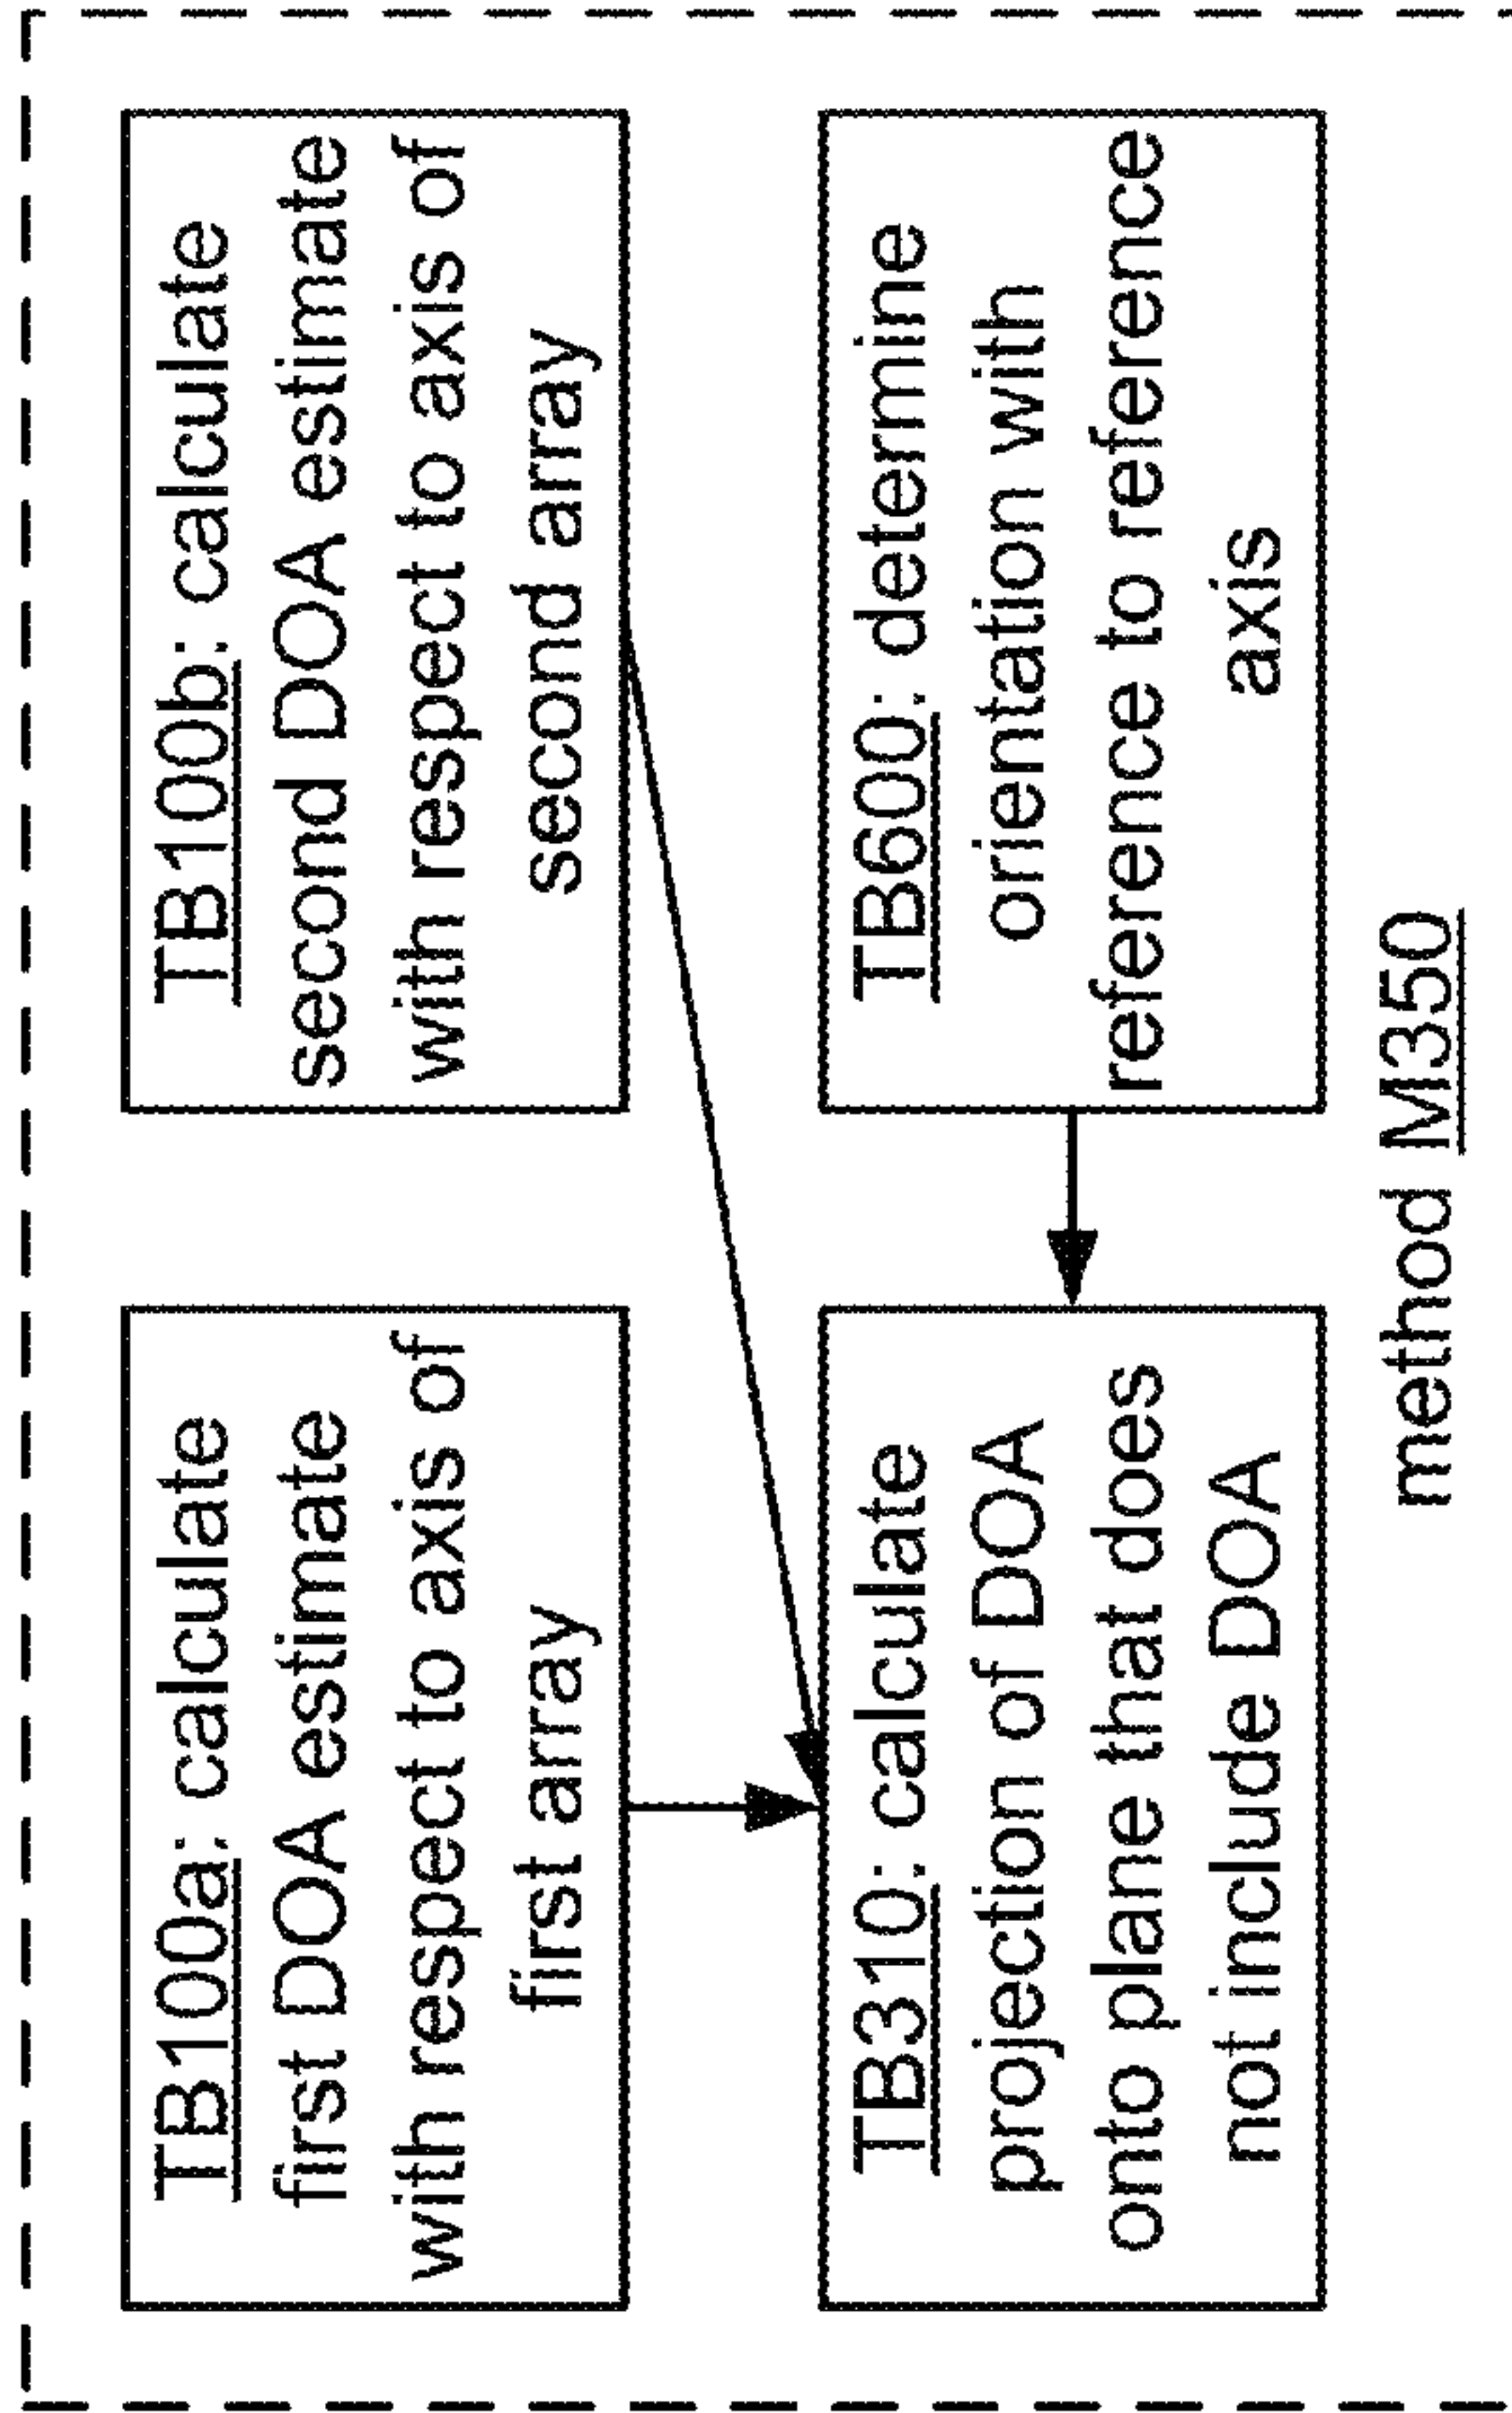 TB100a: calculate
first DOA estimate
with respect to axis of
first array
TB100b: calculate
second DOA estimate
with respect to axis of
second array
TB310: calculate
projection of DOA
onto plane that does
not include DOA
TB600: determine
orientation with
reference to reference
axis
method M350